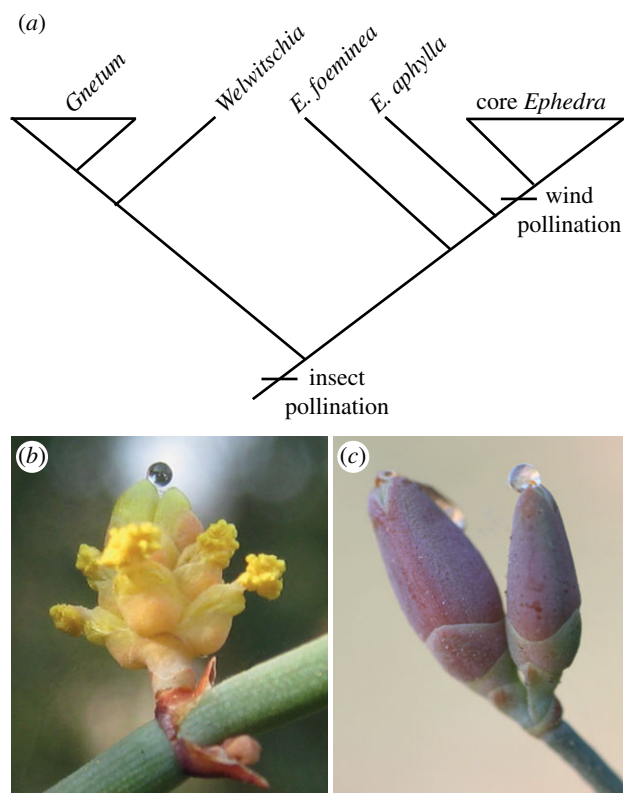 (a)
Gnetum
Welwitschia
E. foeminea
E. aphylla
core Ephedra
wind
pollination
insect
pollination
(b)
(c)